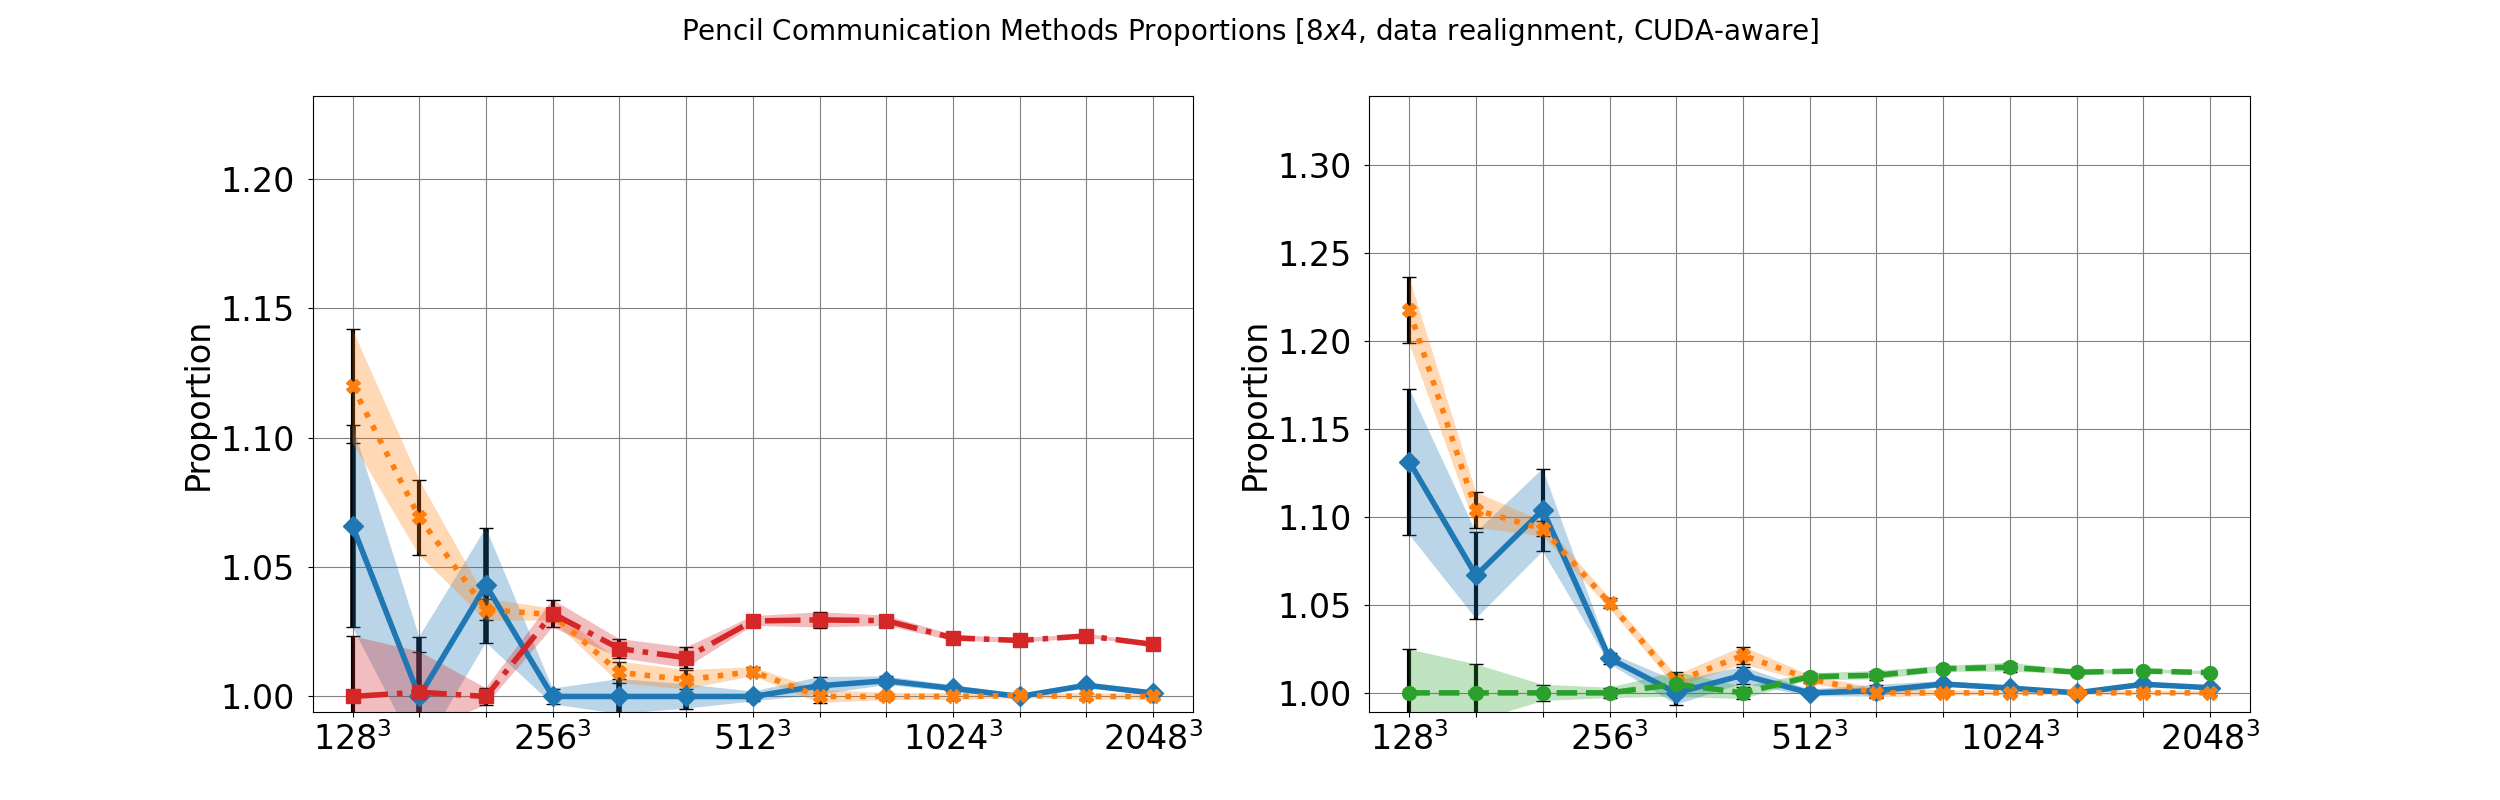 Pencil Communication Methods Proportions [8x4, data realignment, CUDA-aware]
Proportion
1.20
1.15
1.10
1.05
1.00
128³ 256³ 512³ 1024³ 2048³
Proportion
1.30
1.25
1.20
1.15
1.10
1.05
1.00
128³ 256³ 512³ 1024³ 2048³